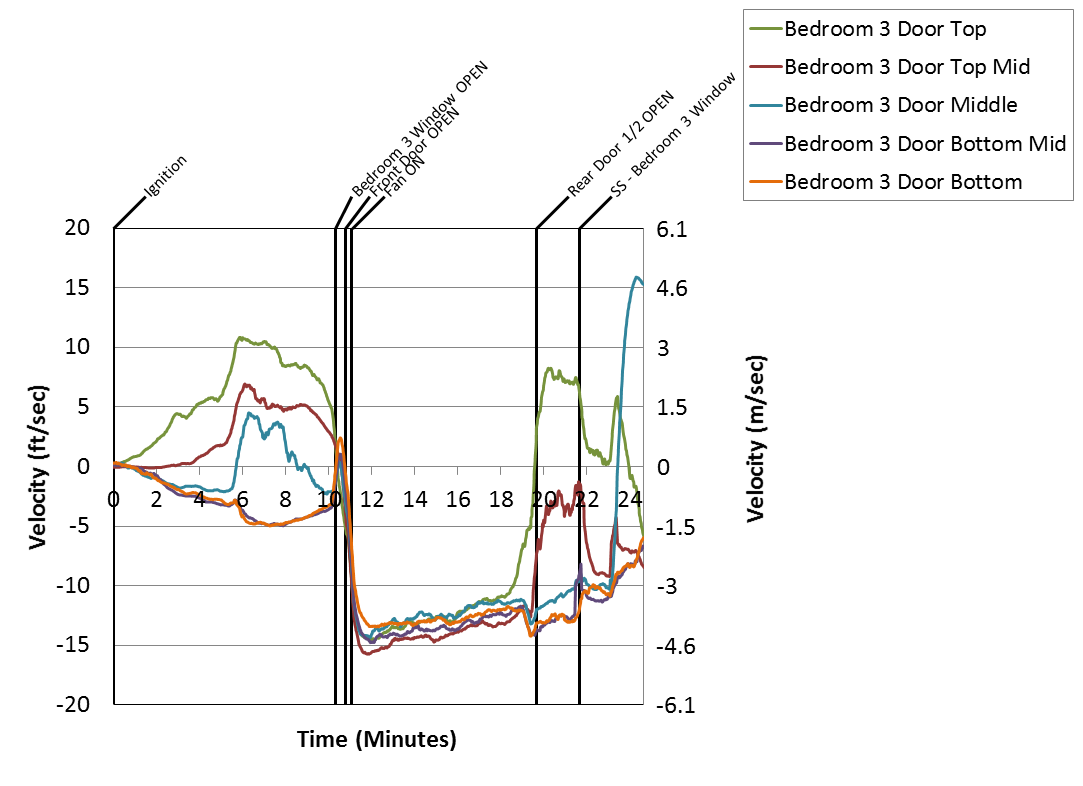 Bedroom 3 Door Top
Bedroom 3 Door Top Mid
Bedroom 3 Door Middle
Bedroom 3 Door Bottom Mid
Bedroom 3 Door Bottom
Ignition
Bedroom 3 Window OPEN
Front Door OPEN
Fan ON
Rear Door 1/2 OPEN
SS - Bedroom 3 Window
20
15
10
5
0
-5
-10
-15
-20
Velocity (ft/sec)
6.1
4.6
3
1.5
0
-1.5
-3
-4.6
-6.1
Velocity (m/sec)
0 2 4 6 8 10 12 14 16 18 20 22 24
Time (Minutes)